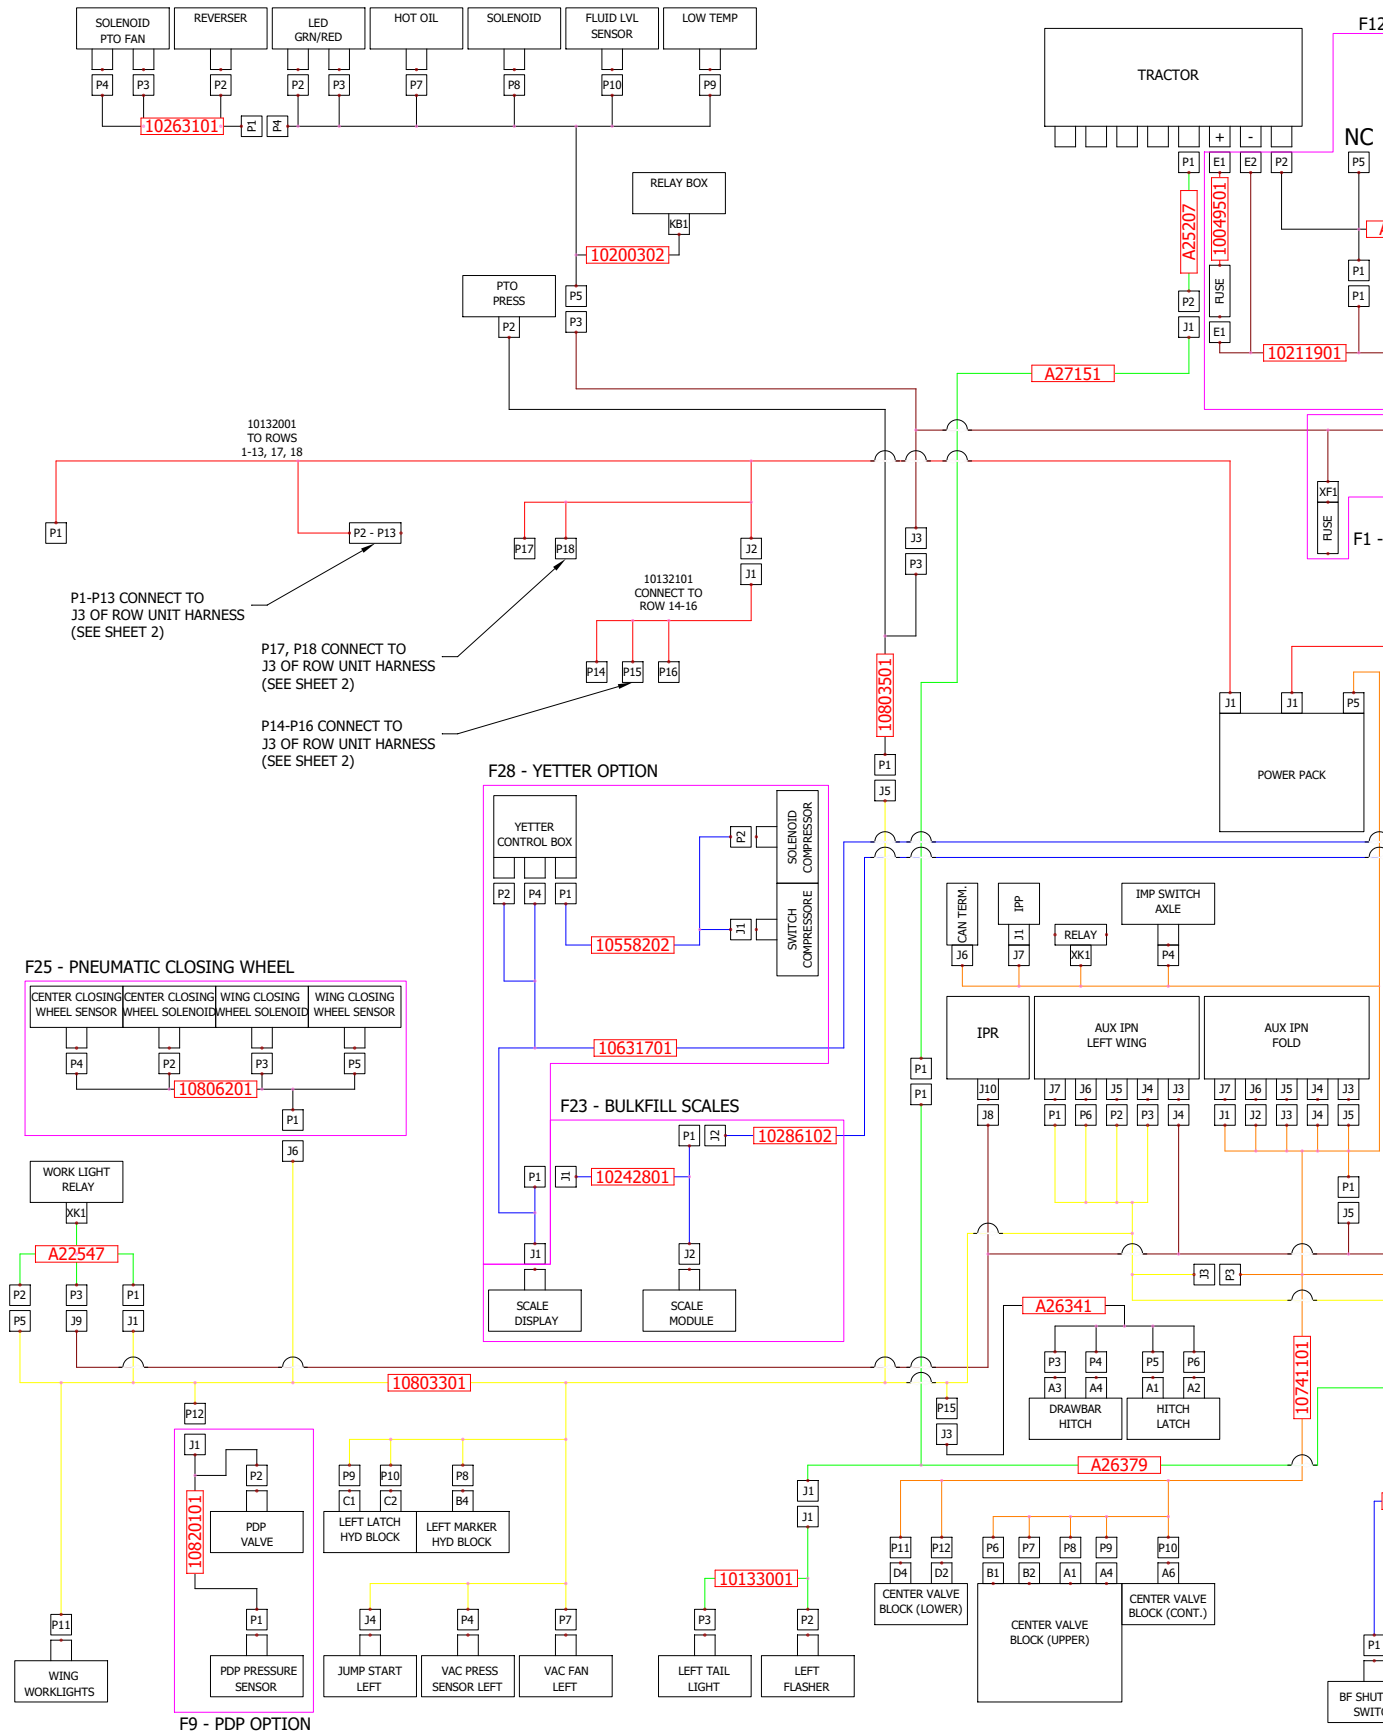 SOLENOID
PTO FAN
REVERSER
LED
GRN/RED
HOT OIL
SOLENOID
FLUID LVL
SENSOR
LOW TEMP
P4
P3
P2
P2
P3
P7
P8
P10
P9
10263101
P1
P4
TRACTOR
F12
+
-
NC
P1
E1
E2
P2
P5
RELAY BOX
KB1
10200302
A25207
10049501
A
FUSE
PTO
PRESS
P2
P5
P3
P2
J1
E1
P1
P1
10211901
A27151
10132001
TO ROWS
1-13, 17, 18
P1
P2 - P13
P17
P18
J2
J1
J3
P3
XF1
FUSE
F1 -
10132101
CONNECT TO
ROW 14-16
P1-P13 CONNECT TO
J3 OF ROW UNIT HARNESS
(SEE SHEET 2)
P17, P18 CONNECT TO
J3 OF ROW UNIT HARNESS
(SEE SHEET 2)
P14
P15
P16
P14-P16 CONNECT TO
J3 OF ROW UNIT HARNESS
(SEE SHEET 2)
10803501
P1
J5
J1
J1
P5
POWER PACK
F28 - YETTER OPTION
YETTER
CONTROL BOX
P2
P4
P1
P2
SOLENOID
COMPRESSOR
J1
SWITCH
COMPRESSORE
10558202
10631701
CAN TERM.
J6
IPP
J1
J7
RELAY
XK1
IMP SWITCH
AXLE
P4
F25 - PNEUMATIC CLOSING WHEEL
CENTER CLOSING
WHEEL SENSOR
CENTER CLOSING
WHEEL SOLENOID
WING CLOSING
WHEEL SOLENOID
WING CLOSING
WHEEL SENSOR
P4
P2
P3
P5
10806201
P1
J6
IPR
J10
J8
AUX IPN
LEFT WING
J7
J6
J5
J4
J3
P1
P6
P2
P3
J4
AUX IPN
FOLD
J7
J6
J5
J4
J3
J1
J2
J3
J4
J5
P1
P1
P1
J5
F23 - BULKFILL SCALES
P1
J2
10286102
P1
J1
10242801
J1
J2
SCALE
DISPLAY
SCALE
MODULE
WORK LIGHT
RELAY
XK1
A22547
P2
P3
P1
P5
J9
J1
J3
P3
A26341
P3
P4
P5
P6
A3
A4
A1
A2
DRAWBAR
HITCH
HITCH
LATCH
10741101
10803301
P15
J3
P12
J1
P2
PDP
VALVE
10820101
P1
PDP PRESSURE
SENSOR
F9 - PDP OPTION
P9
P10
P8
C1
C2
B4
LEFT LATCH
HYD BLOCK
LEFT MARKER
HYD BLOCK
A26379
J1
J1
P11
P12
D4
D2
CENTER VALVE
BLOCK (LOWER)
P6
P7
P8
P9
B1
B2
A1
A4
CENTER VALVE
BLOCK (UPPER)
P10
A6
CENTER VALVE
BLOCK (CONT.)
10133001
P11
WING
WORKLIGHTS
J4
JUMP START
LEFT
P4
VAC PRESS
SENSOR LEFT
P7
VAC FAN
LEFT
P3
LEFT TAIL
LIGHT
P2
LEFT
FLASHER
P1
BF SHUT
SWITC